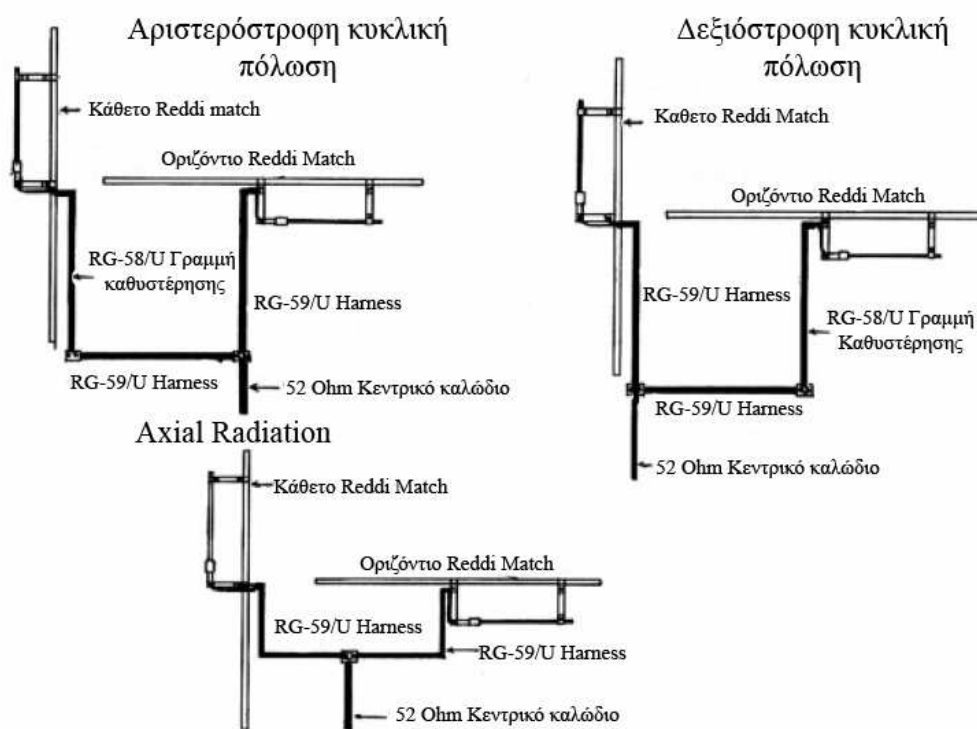 Αριστερόστροφη κυκλική
πόλωση
Κάθετο Reddi match
Οριζόντιο Reddi Match
RG-58/U Γραμμή
καθυστέρησης
RG-59/U Harness
RG-59/U Harness
52 Ohm Κεντρικό καλώδιο
Δεξιόστροφη κυκλική
πόλωση
Καθετο Reddi Match
Οριζόντιο Reddi Match
RG-59/U Harness
RG-58/U Γραμμή
Καθυστέρησης
RG-59/U Harness
52 Ohm Κεντρικό καλώδιο
Axial Radiation
Κάθετο Reddi Match
Οριζόντιο Reddi Match
RG-59/U Harness
RG-59/U Harness
52 Ohm Κεντρικό καλώδιο